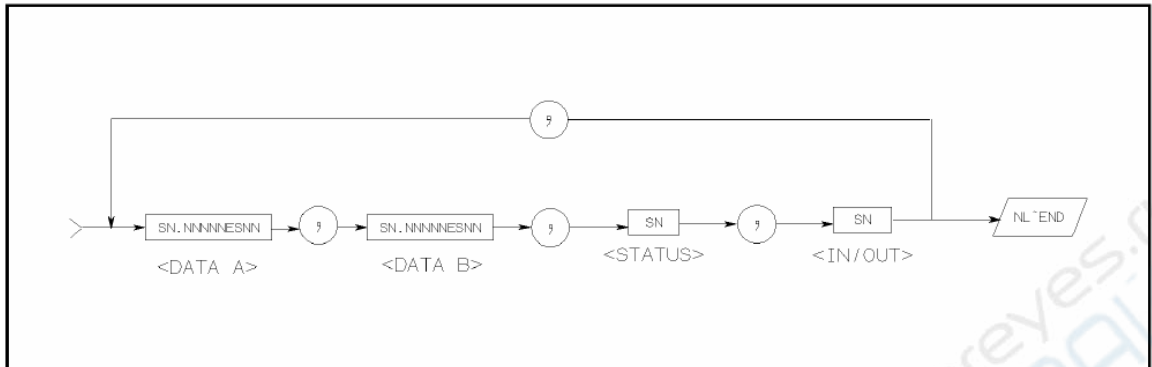 ,
SN.NNNNNESNN , SN.NNNNNESNN , SN , SN NL^END
<DATA A> <DATA B> <STATUS> <IN/OUT>